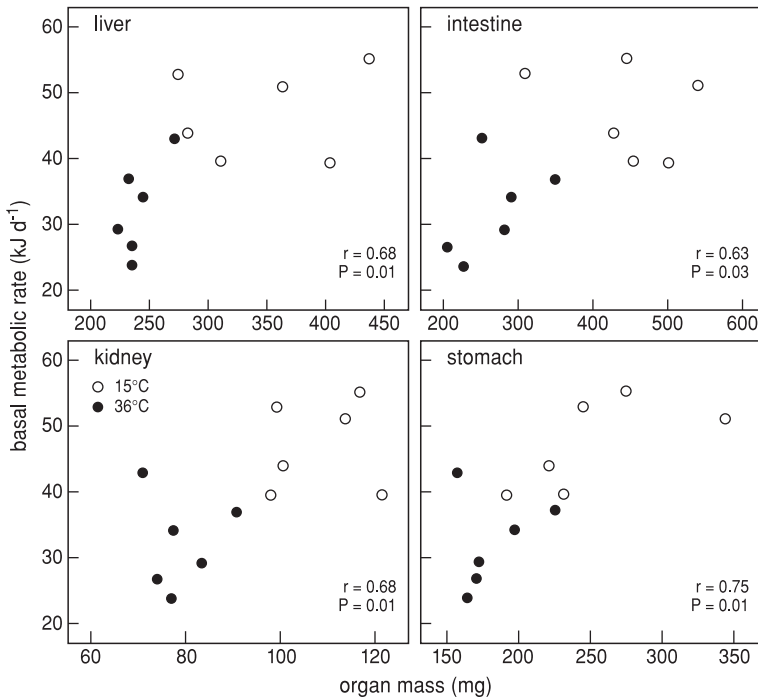 liver
intestine
60
50
40
30
20
r = 0.68
P = 0.01
r = 0.63
P = 0.03
200 250 300 350 400 450
200 300 400 500 600
basal metabolic rate (kJ d⁻¹)
kidney
stomach
15°C
36°C
60
50
40
30
20
r = 0.68
P = 0.01
r = 0.75
P = 0.01
60 80 100 120
150 200 250 300 350
organ mass (mg)